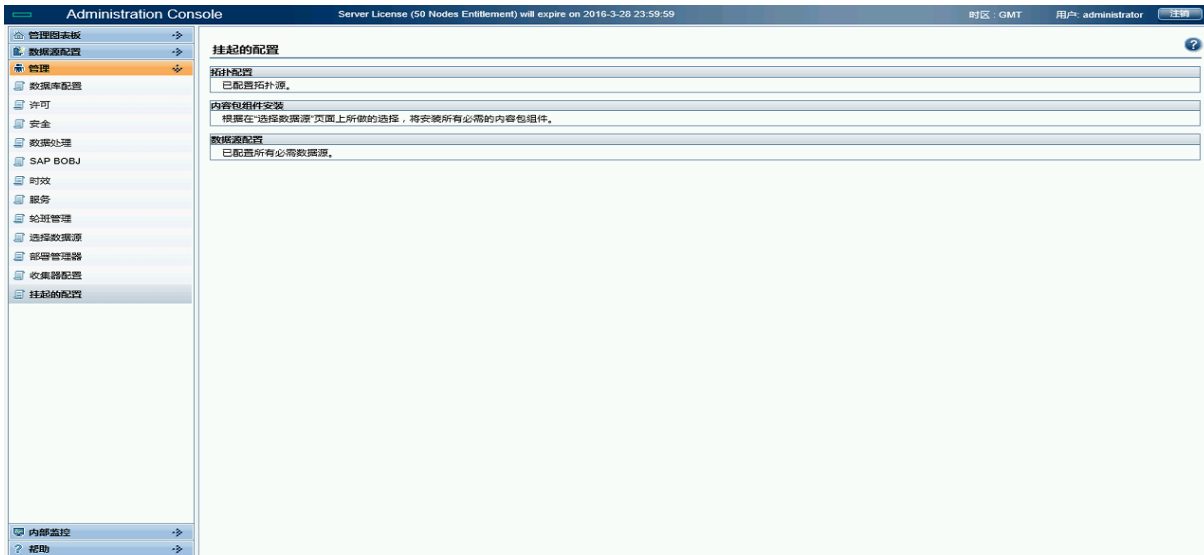 Administration Console
Server License (50 Nodes Entitlement) will expire on 2016-3-28 23:59:59
时区 : GMT
用户: administrator
注销
管理图表板
数据源配置
管理
数据库配置
许可
安全
数据处理
SAP BOBJ
时效
服务
轮班管理
选择数据源
部署管理器
收集器配置
挂起的配置
内部监控
? 帮助
挂起的配置
?
拓扑配置
已配置拓扑源。
内容包组件安装
根据在“选择数据源”页面上所做的选择，将安装所有必需的内容包组件。
数据源配置
已配置所有必需数据源。